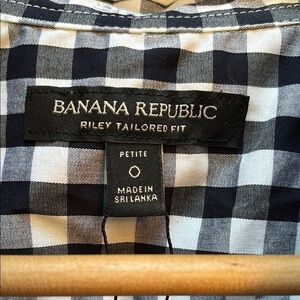 BANANA REPUBLIC
RILEY TAILORED FIT
PETITE
0
MADE IN
SRI LANKA